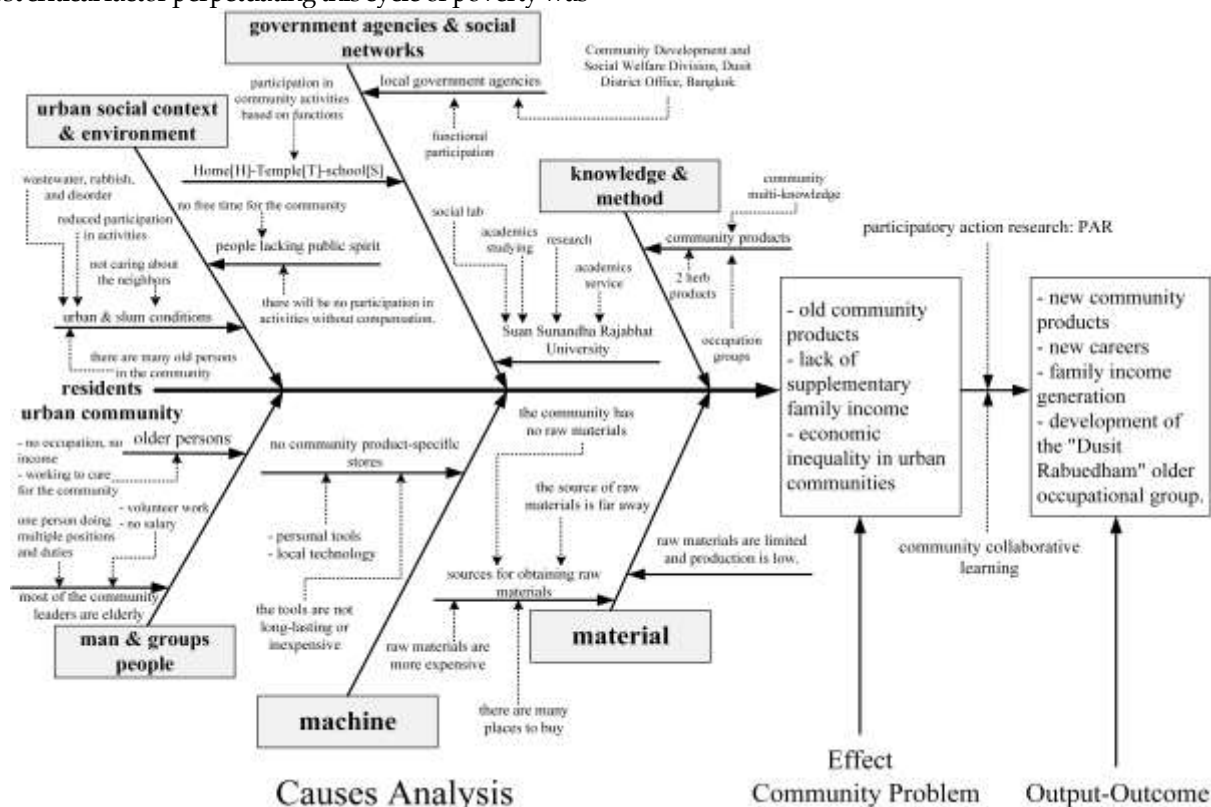 ot critical factor perpetuating this cycle of poverty was
government agencies & social
networks
Community Development and
Social Welfare Division, Dusit
District Office, Bangkok
local government agencies
functional
participation
participation in
community activities
based on functions
Home[H]-Temple[T]-school[S]
urban social context
& environment
wastewater, rubbish,
and disorder
reduced participation
in activities
not caring about
the neighbors
urban & slum conditions
there are many old persons
in the community
no free time for the community
people lacking public spirit
there will be no participation in
activities without compensation.
social lab
academics
studying
research
academics
service
Suan Sunandha Rajabhat
University
knowledge &
method
community
multi-knowledge
community products
2 herb
products
occupation
groups
participatory action research: PAR
residents
urban community
- old community
products
- lack of
supplementary
family income
- economic
inequality in urban
communities
- new community
products
- new careers
- family income
generation
- development of
the "Dusit
Rabuedham" older
occupational group.
community collaborative
learning
- no occupation, no
income
- working to cure
for the community
older persons
one person doing
multiple positions
and duties
- volunteer work
- no salary
most of the community
leaders are elderly
man & groups
people
no community product-specific
stores
- personal tools
- local technology
the tools are not
long-lasting or
inexpensive
machine
the community has
no raw materials
the source of raw
materials is far away
sources for obtaining raw
materials
raw materials are
more expensive
there are many
places to buy
raw materials are limited
and production is low.
material
Causes Analysis
Effect
Community Problem
Output-Outcome